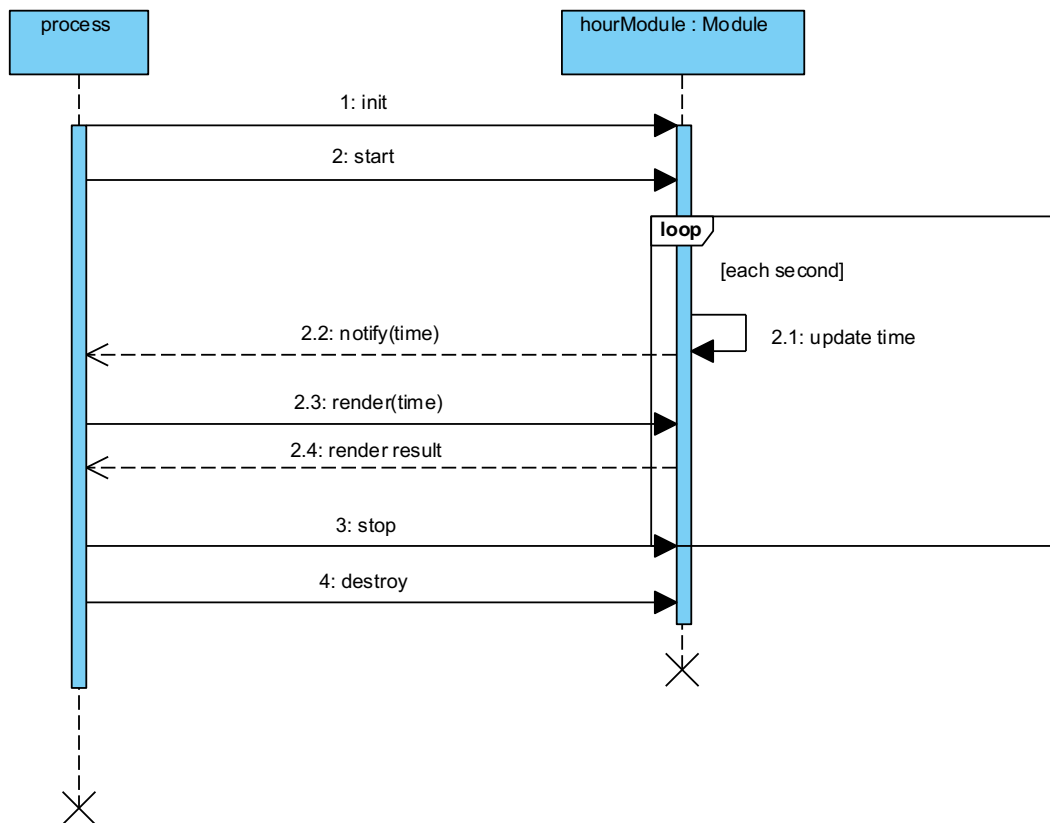 process
hourModule : Module
1: init
2: start
loop
[each second]
2.1: update time
2.2: notify(time)
2.3: render(time)
2.4: render result
3: stop
4: destroy